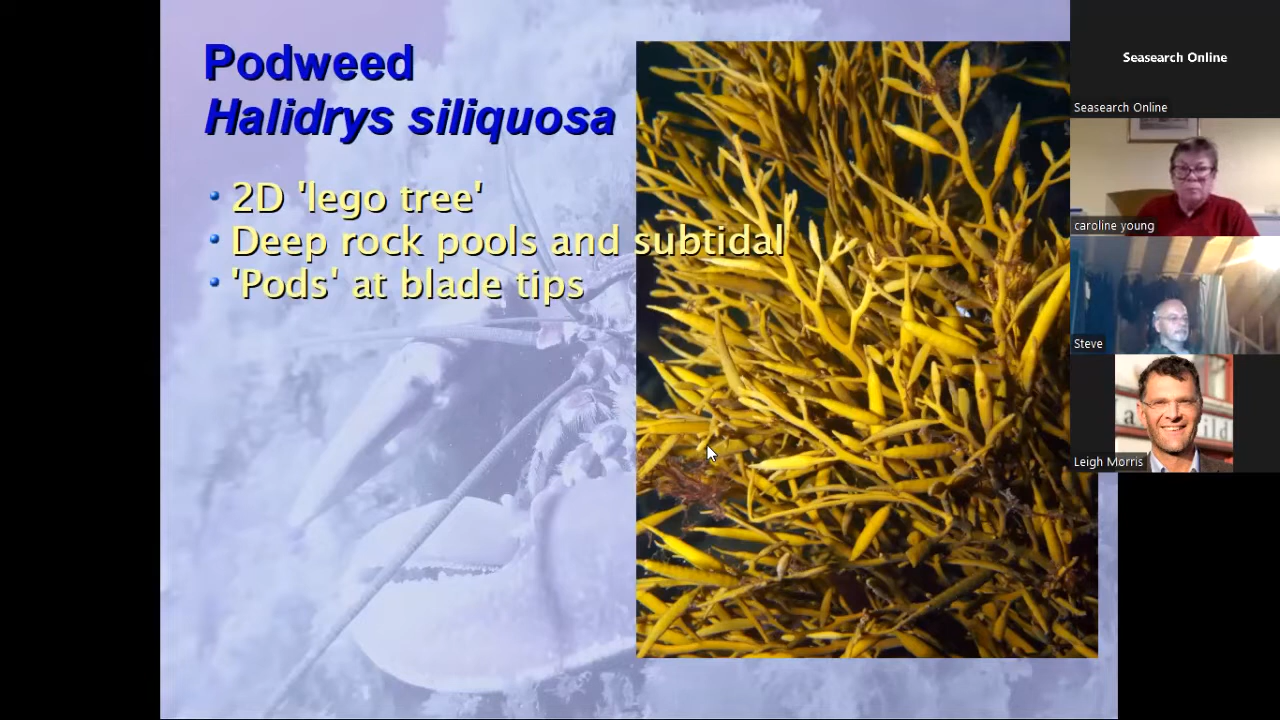 Podweed
Halidrys siliquosa
2D 'lego tree'
Deep rock pools and subtidal
'Pods' at blade tips
Seasearch Online
Seasearch Online
caroline young
Steve
Leigh Morris